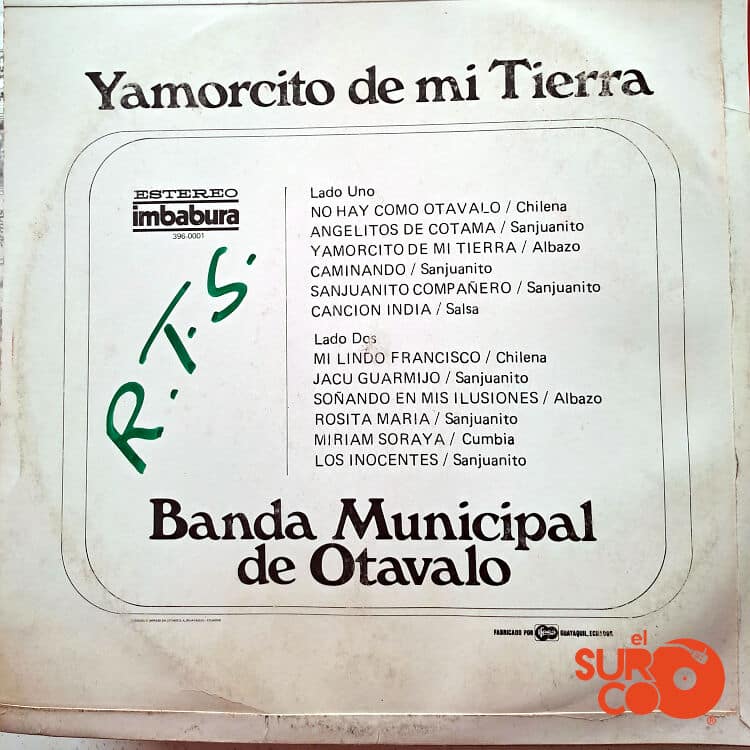 Yamorcito de mi Tierra
ESTEREO
imbabura
396-0001
R.T.S.
Lado Uno
NO HAY COMO OTAVALO / Chilena
ANGELITOS DE COTAMA / Sanjuanito
YAMORCITO DE MI TIERRA / Albazo
CAMINANDO / Sanjuanito
SANJUANITO COMPAÑERO / Sanjuanito
CANCION INDIA / Salsa
Lado Dos
MI LINDO FRANCISCO / Chilena
JACU GUARMIJO / Sanjuanito
SOÑANDO EN MIS ILUSIONES / Albazo
ROSITA MARIA / Sanjuanito
MIRIAM SORAYA / Cumbia
LOS INOCENTES / Sanjuanito
Banda Municipal
de Otavalo
FABRICADO POR GUAYAQUIL, ECUADOR
el
SURCO
®